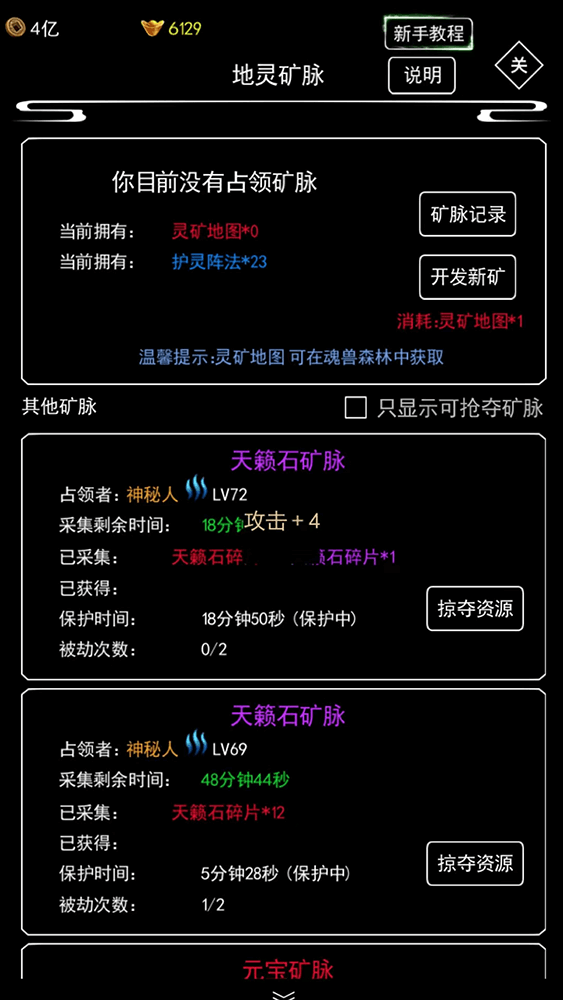 4亿 6129
新手教程
地灵矿脉 说明 关
你目前没有占领矿脉
当前拥有： 灵矿地图*0 矿脉记录
当前拥有： 护灵阵法*23 开发新矿
消耗:灵矿地图*1
温馨提示:灵矿地图 可在魂兽森林中获取
其他矿脉 只显示可抢夺矿脉
天籁石矿脉
占领者: 神秘人 LV72
采集剩余时间： 18分
攻击+4
已采集： 天籁石碎 石碎片*1
已获得：
保护时间： 18分钟50秒 (保护中) 掠夺资源
被劫次数： 0/2
天籁石矿脉
占领者: 神秘人 LV69
采集剩余时间： 48分钟44秒
已采集： 天籁石碎片*12
已获得：
保护时间： 5分钟28秒 (保护中) 掠夺资源
被劫次数： 1/2
元宝矿脉